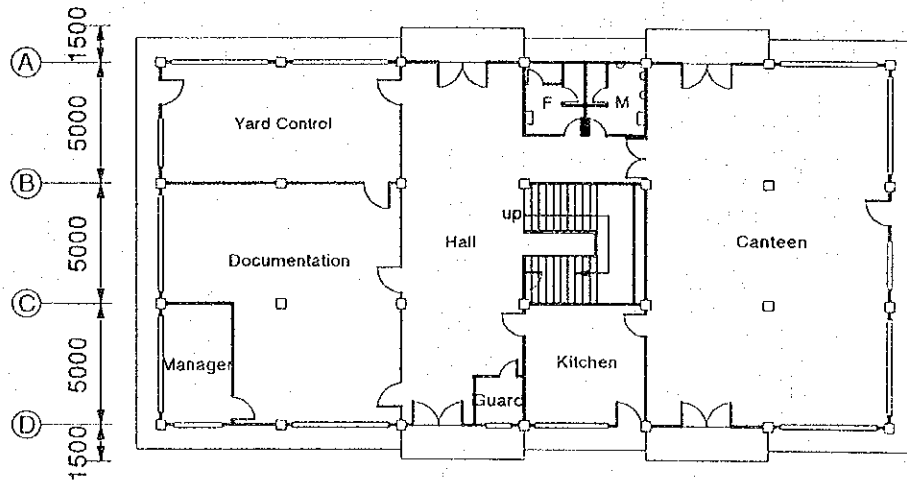 1500
A
5000
F
M
Yard Control
B
up
Hall
Canteen
5000
Documentation
C
5000
Manager
Kitchen
Guard
D
1500